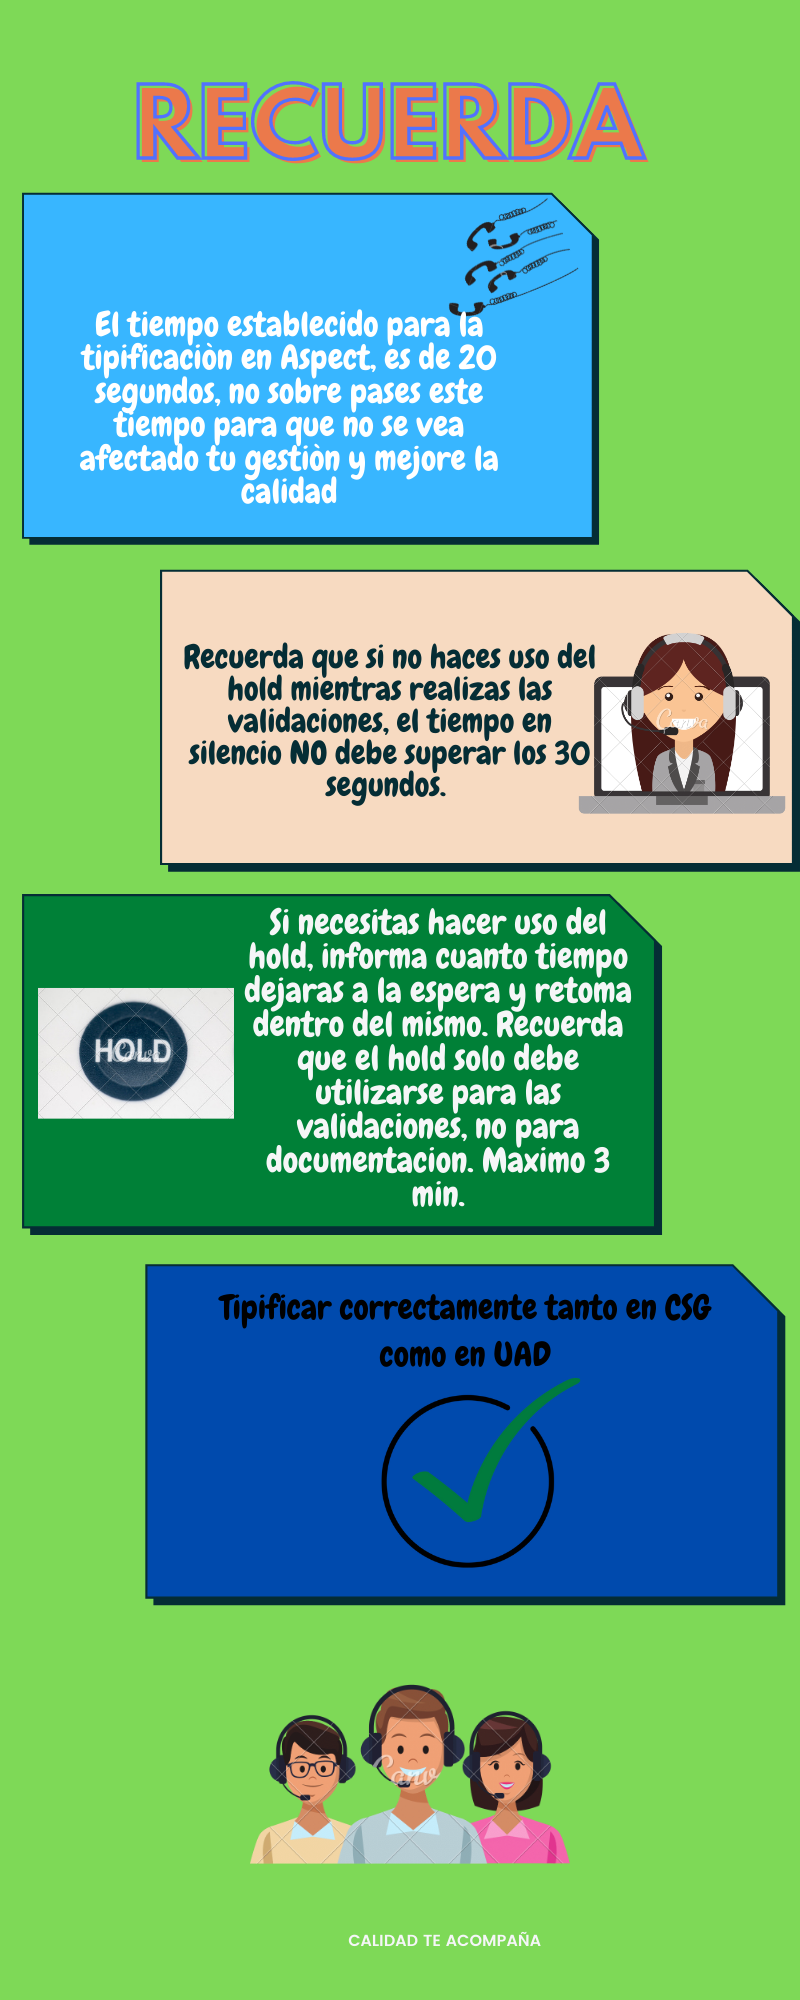 RECUERDA
El tiempo establecido para la
tipificaciòn en Aspect, es de 20
segundos, no sobre pases este
tiempo para que no se vea
afectado tu gestiòn y mejore la
calidad
Recuerda que si no haces uso del
hold mientras realizas las
validaciones, el tiempo en
silencio NO debe superar los 30
segundos.
Canva
Si necesitas hacer uso del
hold, informa cuanto tiempo
dejaras a la espera y retoma
dentro del mismo. Recuerda
que el hold solo debe
utilizarse para las
validaciones, no para
documentacion. Maximo 3
min.
HOLD
Canva
Tipificar correctamente tanto en CSG
como en UAD
Canv
CALIDAD TE ACOMPAÑA